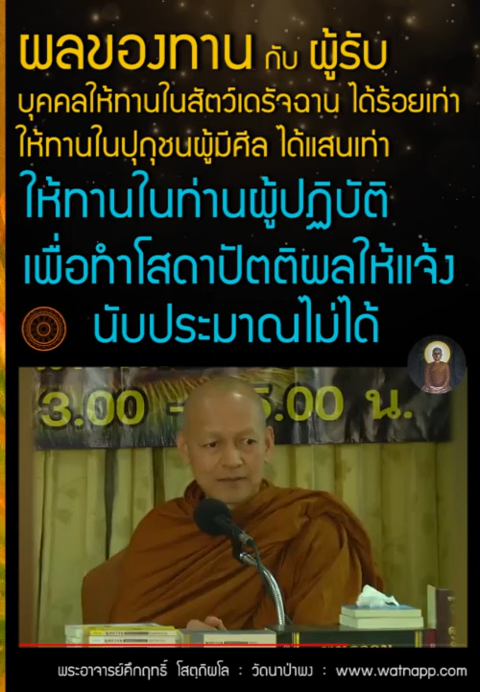 ผลของทาน กับ ผู้รับ
บุคคลให้ทานในสัตว์เดรัจฉาน ได้ร้อยเท่า
ให้ทานในปุถุชนผู้มีศีล ได้แสนเท่า
ให้ทานในท่านผู้ปฏิบัติ
เพื่อทำโสดาปัตติผลให้แจ้ง
นับประมาณไม่ได้
พระอาจารย์คึกฤทธิ์ โสตฺถิผโล : วัดนาป่าพง : www.watnapp.com